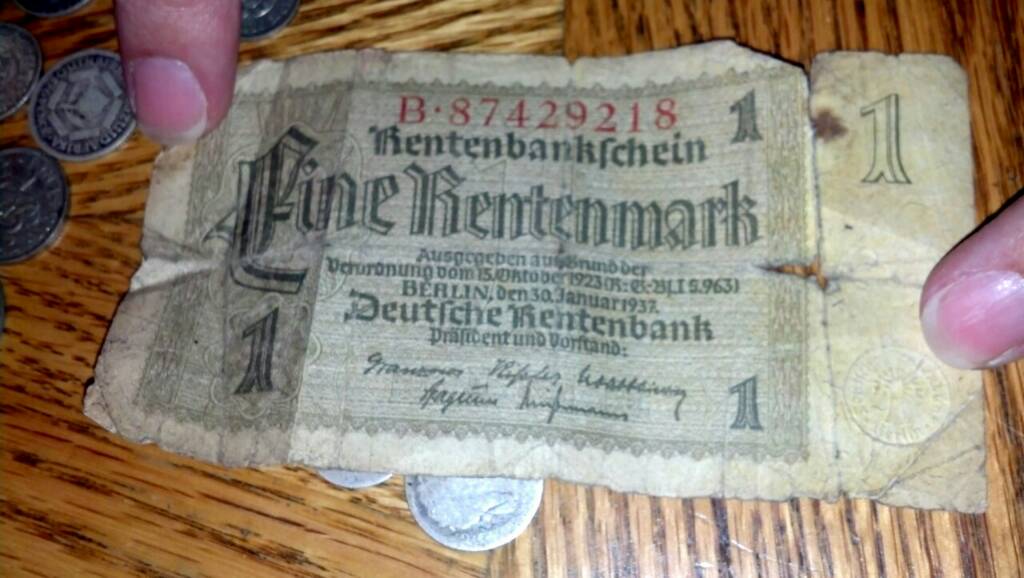 B·87429218
1
1
Rentenbankschein
Eine Rentenmark
Ausgegeben auf Grund der
Verordnung vom 15. Oktober 1923 (R.-G.-Bl. I S. 963)
BERLIN, den 30. Januar 1937.
Deutsche Rentenbank
Präsident und Vorstand:
1
1